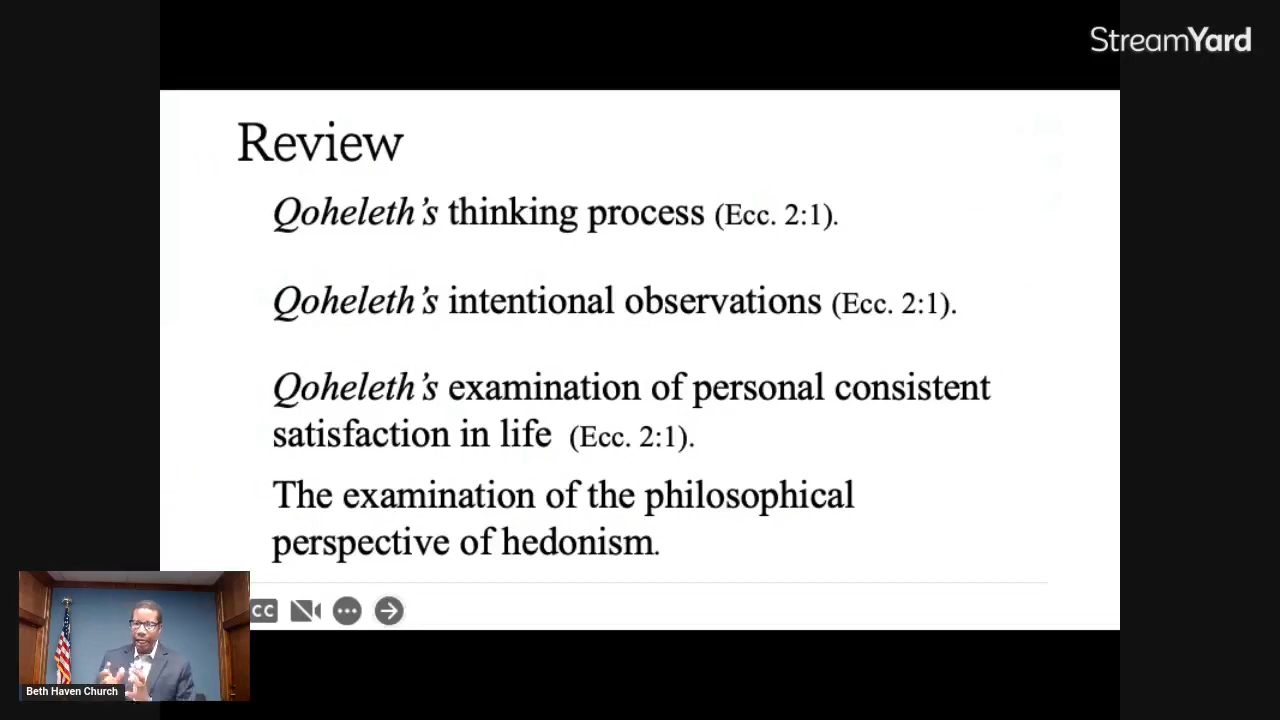 StreamYard
Review
Qoheleth's thinking process (Ecc. 2:1).
Qoheleth's intentional observations (Ecc. 2:1).
Qoheleth's examination of personal consistent
satisfaction in life (Ecc. 2:1).
The examination of the philosophical
perspective of hedonism.
CC
Beth Haven Church